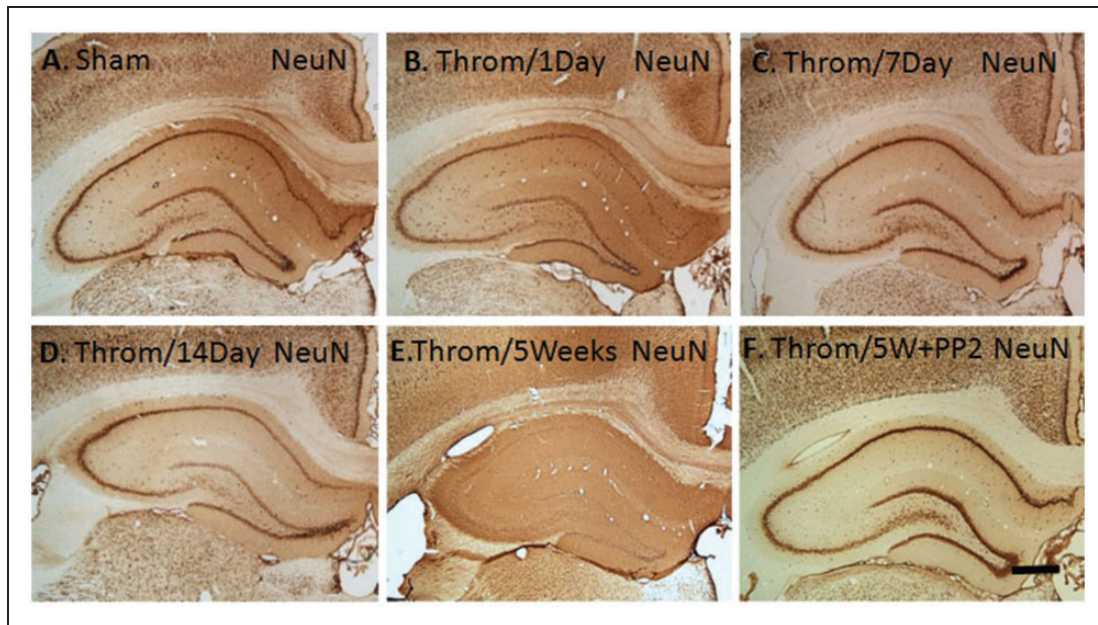 A. Sham NeuN
B. Throm/1Day NeuN
C. Throm/7Day NeuN
D. Throm/14Day NeuN
E.Throm/5Weeks NeuN
F. Throm/5W+PP2 NeuN